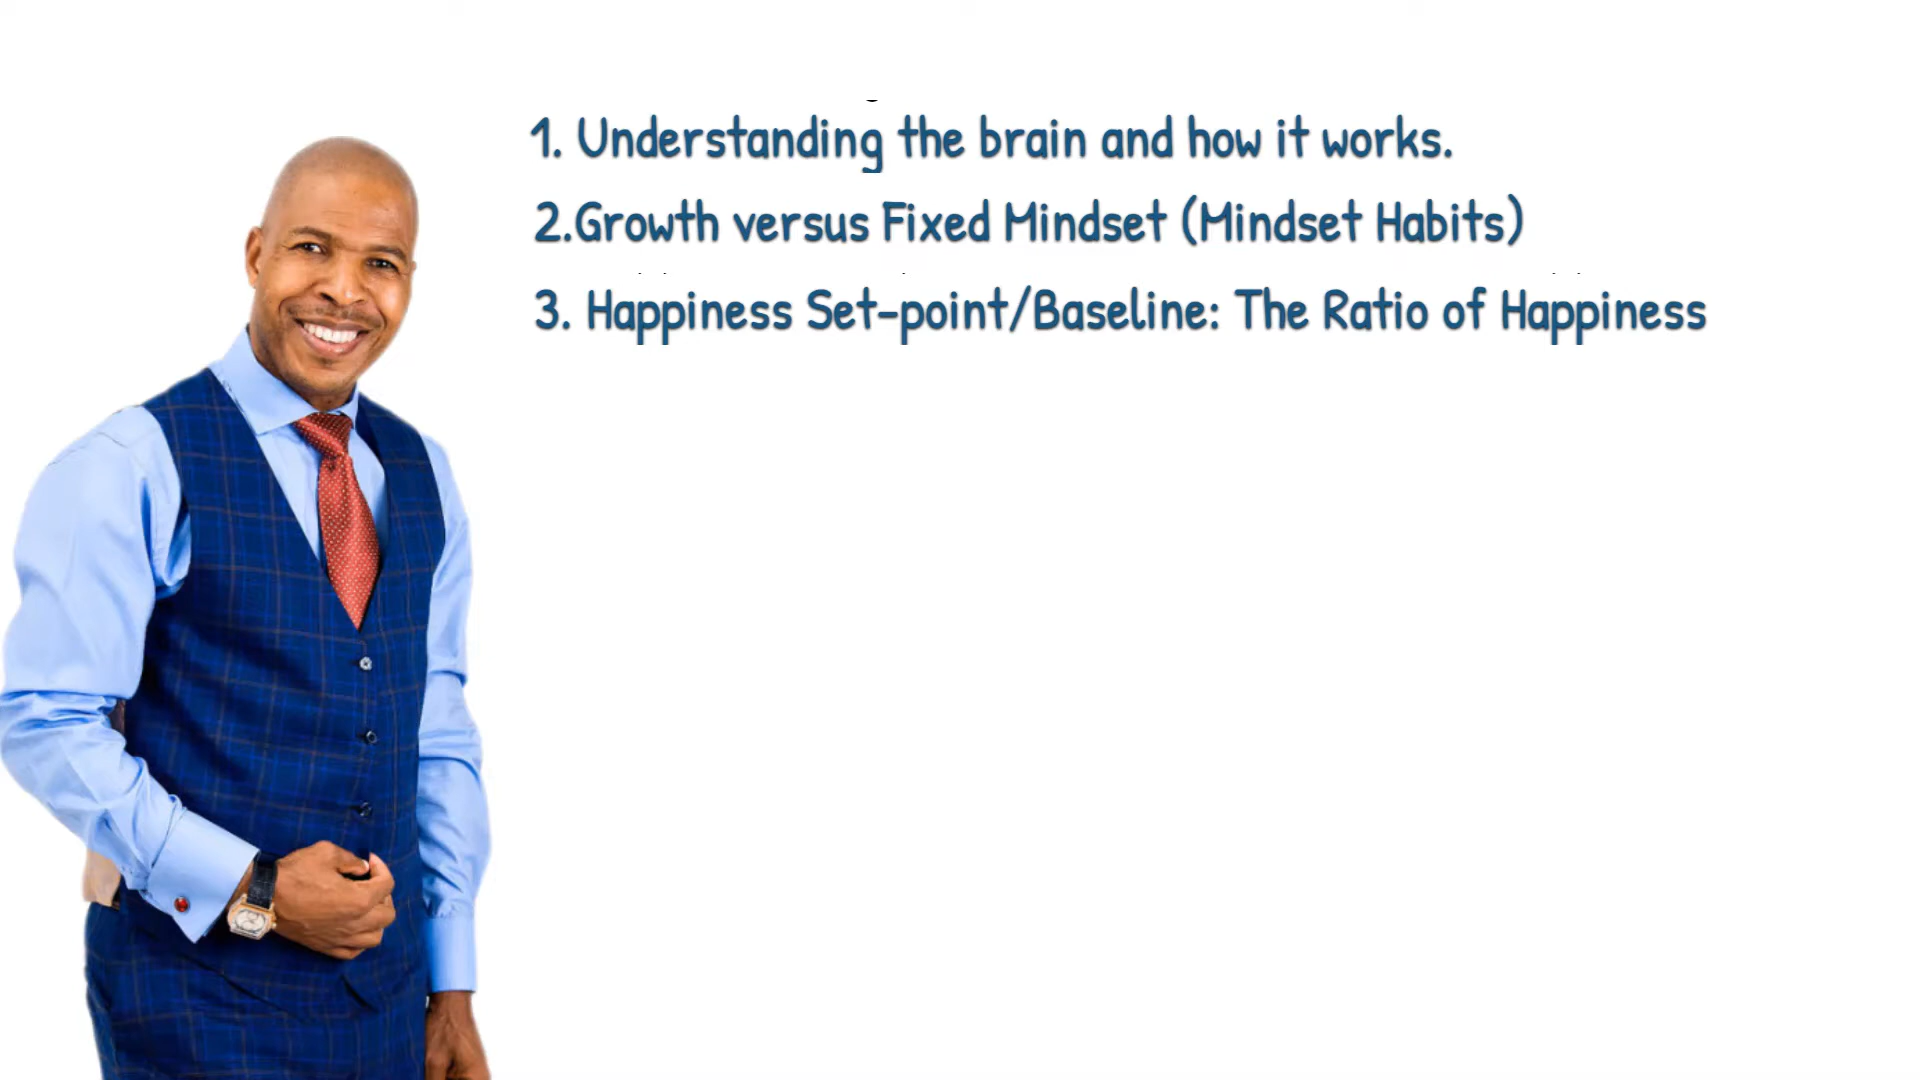 1. Understanding the brain and how it works.
2.Growth versus Fixed Mindset (Mindset Habits)
3. Happiness Set-point/Baseline: The Ratio of Happiness